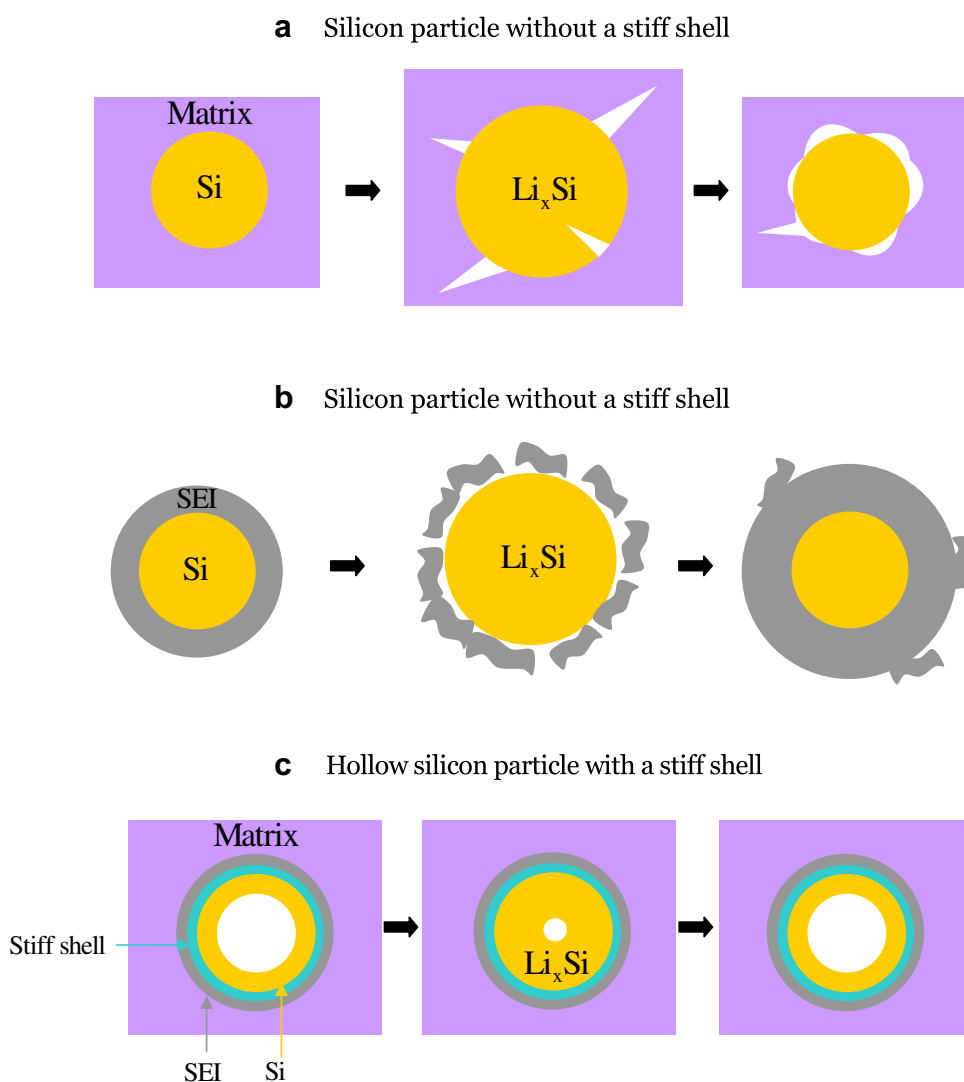 a Silicon particle without a stiff shell
Matrix
Si
LiₓSi
b Silicon particle without a stiff shell
SEI
Si
LiₓSi
c Hollow silicon particle with a stiff shell
Matrix
Stiff shell
LiₓSi
SEI
Si